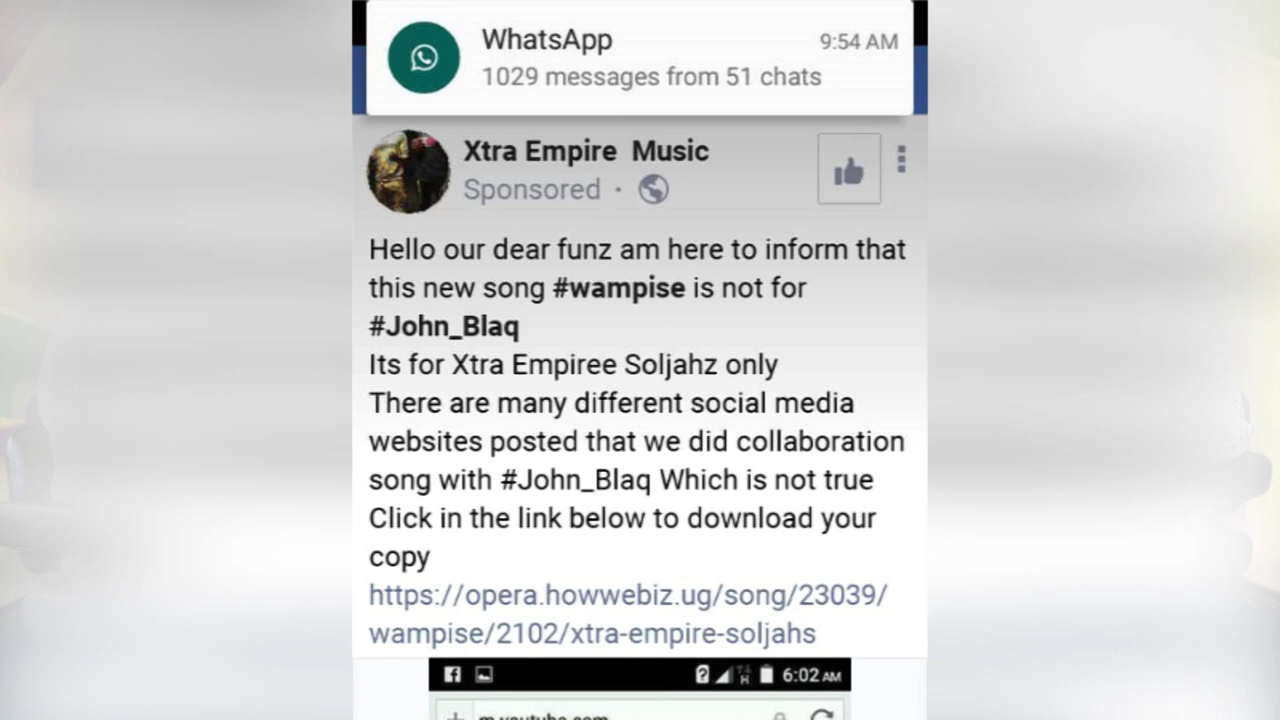 WhatsApp 9:54 AM
1029 messages from 51 chats
Xtra Empire Music
Sponsored ·
Hello our dear funz am here to inform that
this new song #wampise is not for
#John_Blaq
Its for Xtra Empiree Soljahz only
There are many different social media
websites posted that we did collaboration
song with #John_Blaq Which is not true
Click in the link below to download your
copy
https://opera.howwebiz.ug/song/23039/
wampise/2102/xtra-empire-soljahs
6:02 AM
m.youtube.com